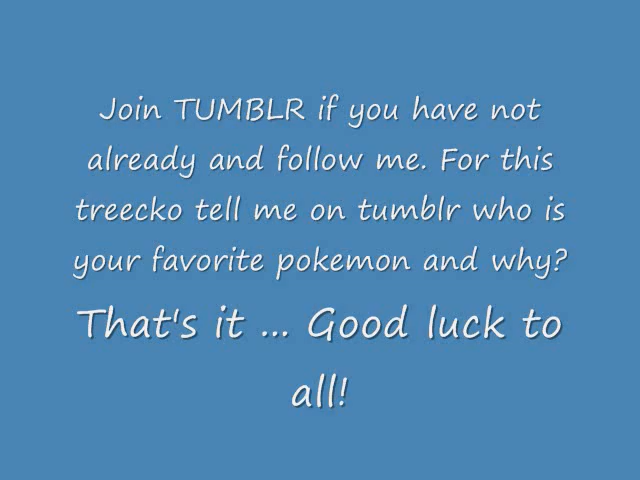 Join TUMBLR if you have not
already and follow me. For this
treecko tell me on tumblr who is
your favorite pokemon and why?
That's it ... Good luck to
all!